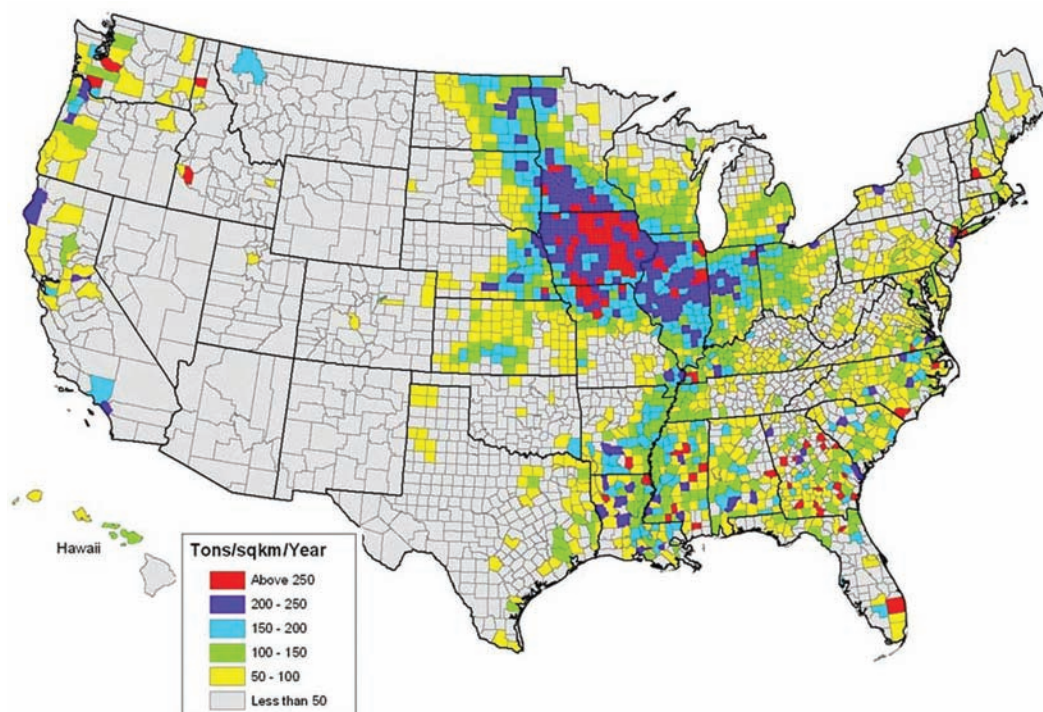 Hawaii
Tons/sqkm/Year
Above 250
200 - 250
150 - 200
100 - 150
50 - 100
Less than 50